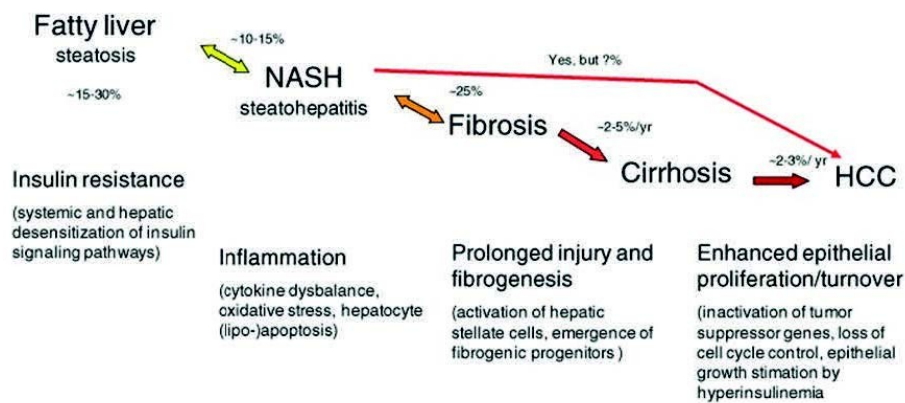 Fatty liver
steatosis
~15-30%
~10-15%
NASH
steatohepatitis
Yes, but ?%
~25%
Fibrosis
~2-5%/yr
Cirrhosis
~2-3%/ yr
HCC
Insulin resistance
(systemic and hepatic
desensitization of insulin
signaling pathways)
Inflammation
(cytokine dysbalance,
oxidative stress, hepatocyte
(lipo-)apoptosis)
Prolonged injury and
fibrogenesis
(activation of hepatic
stellate cells, emergence of
fibrogenic progenitors )
Enhanced epithelial
proliferation/turnover
(inactivation of tumor
suppressor genes, loss of
cell cycle control, epithelial
growth stimation by
hyperinsulinemia